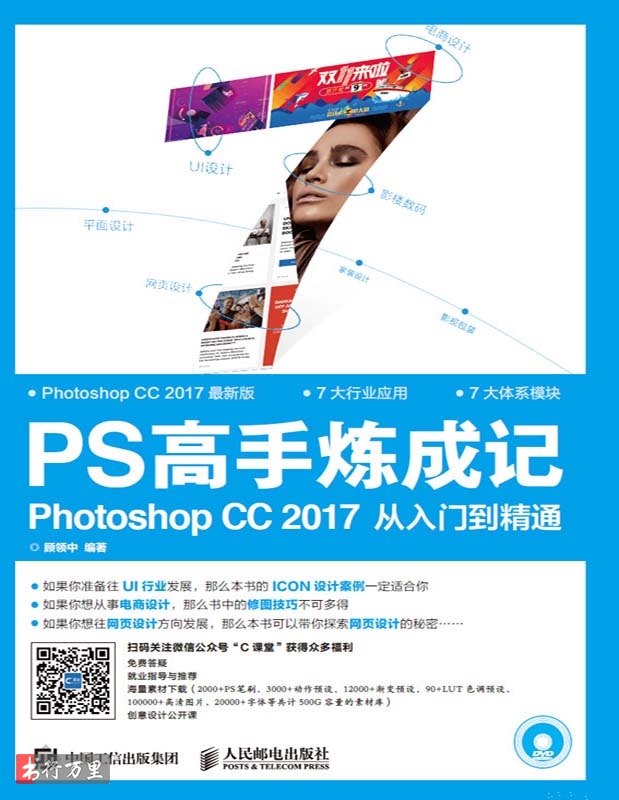 电商设计
双11来啦
9
UI设计
影楼数码
平面设计
家装设计
网页设计
影视包装
Photoshop CC 2017 最新版
7 大行业应用
7 大体系模块
PS高手炼成记
Photoshop CC 2017 从入门到精通
◎ 顾领中 编著
● 如果你准备往 UI 行业发展，那么本书的 ICON 设计案例一定适合你
● 如果你想从事电商设计，那么书中的修图技巧不可多得
● 如果你想往网页设计方向发展，那么本书可以带你探索网页设计的秘密……
扫码关注微信公众号“C 课堂”获得众多福利
免费答疑
就业指导与推荐
海量素材下载（2000+PS笔刷、3000+动作预设、12000+渐变预设、90+LUT 色调预设、
100000+高清图片、20000+字体等共计 500G 容量的素材库）
创意设计公开课
DVD
中国工信出版集团
人民邮电出版社
POSTS & TELECOM PRESS
书行万里